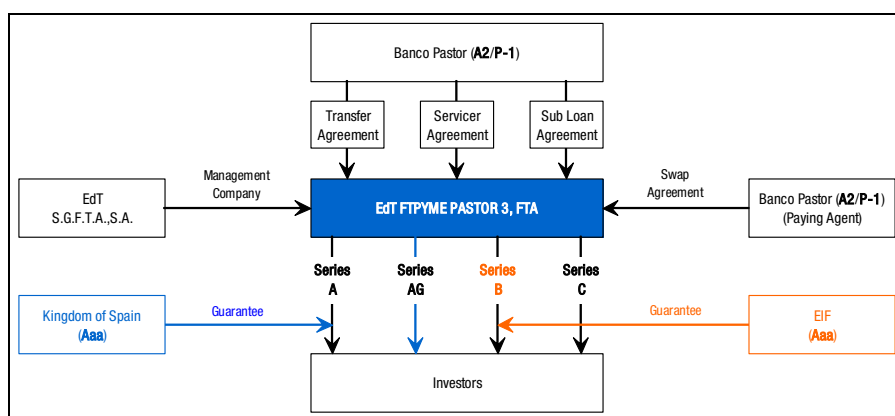 Banco Pastor (A2/P-1)
Transfer
Agreement
Servicer
Agreement
Sub Loan
Agreement
Management
Company
Swap
Agreement
EdT
S.G.F.T.A.,S.A.
EdT FTPYME PASTOR 3, FTA
Banco Pastor (A2/P-1)
(Paying Agent)
Series
A
Series
AG
Series
B
Series
C
Kingdom of Spain
(Aaa)
Guarantee
Guarantee
EIF
(Aaa)
Investors